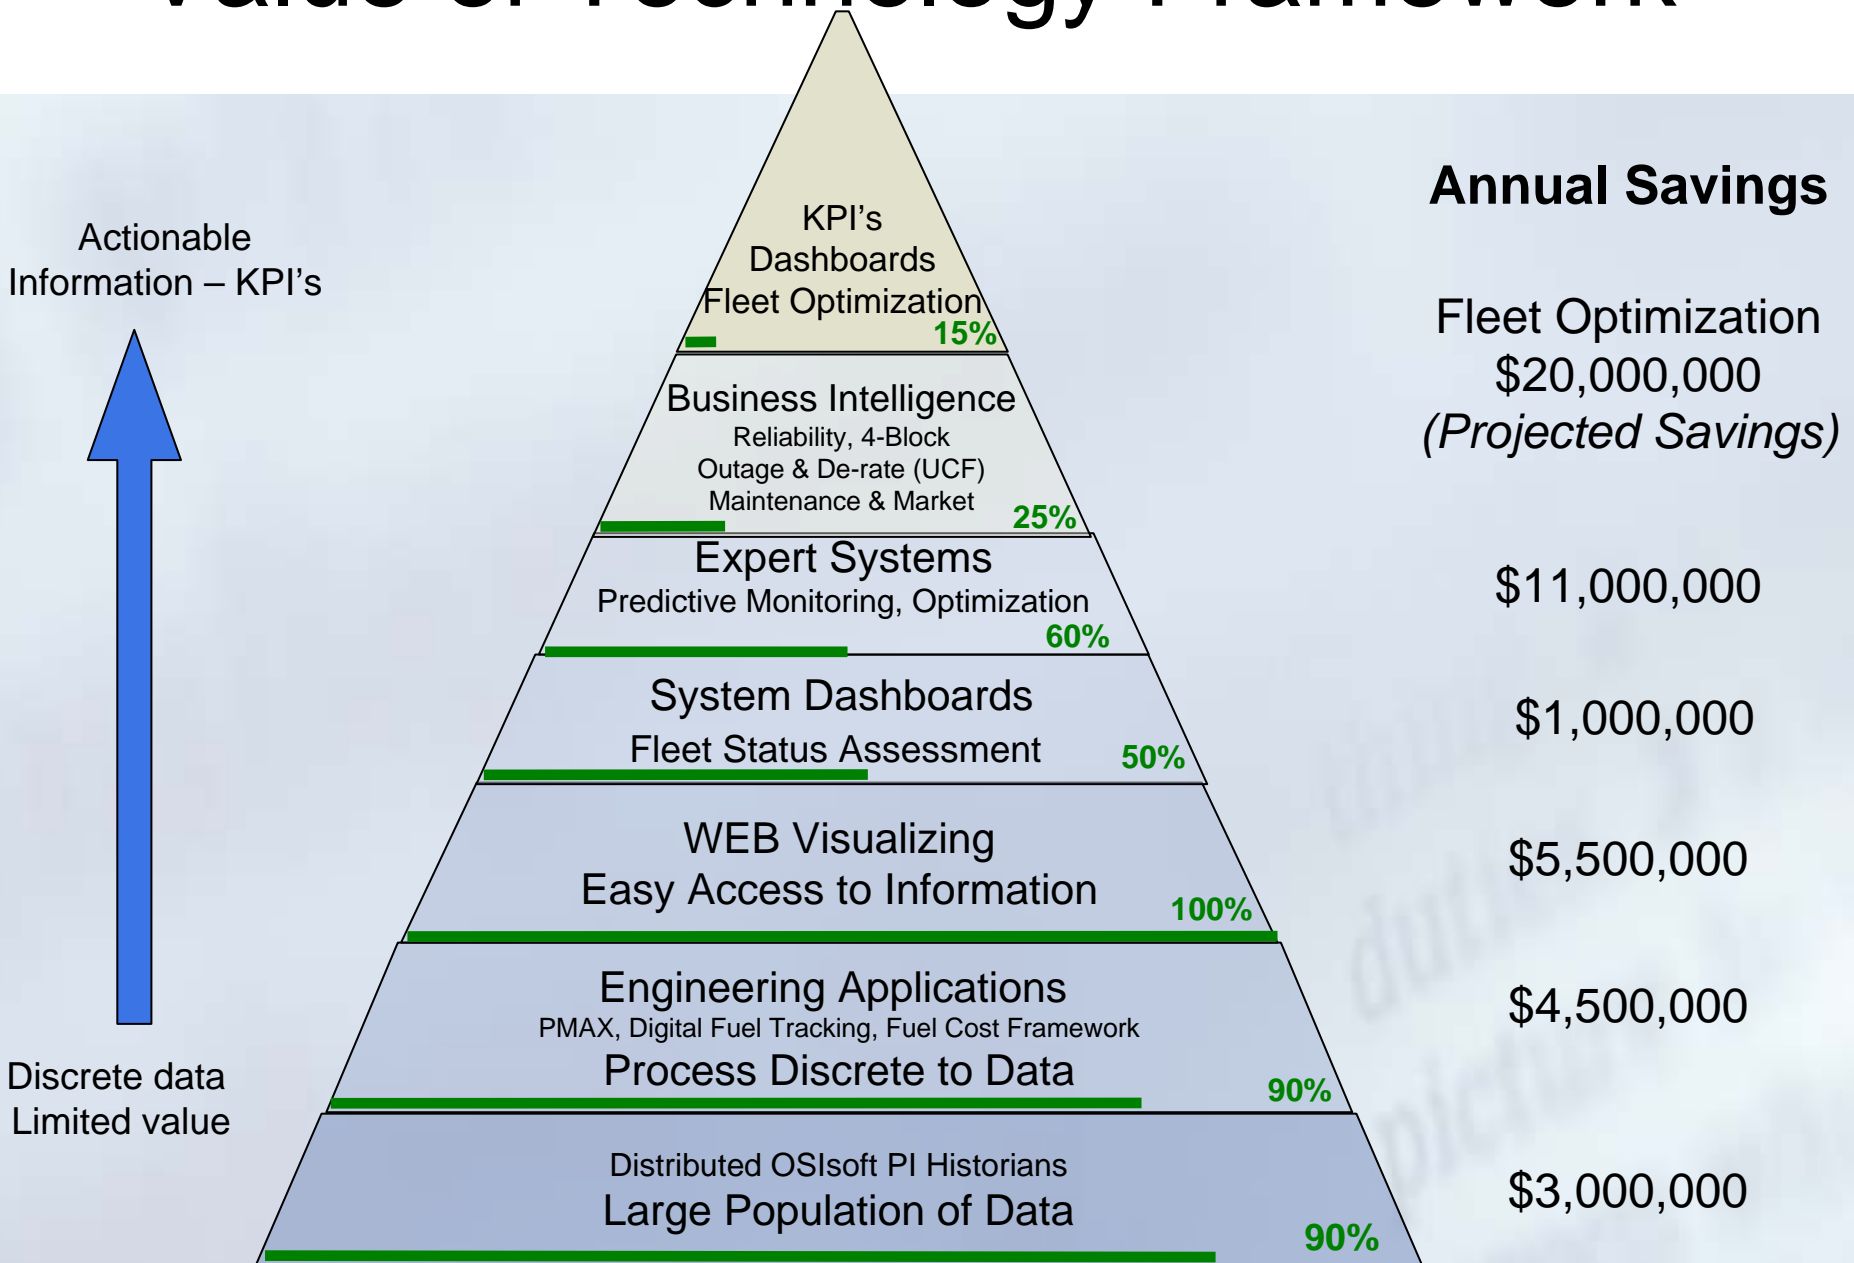 Value of Technology Framework
Annual Savings
Actionable
Information – KPI's
KPI's
Dashboards
Fleet Optimization
15%
Fleet Optimization
$20,000,000
(Projected Savings)
Business Intelligence
Reliability, 4-Block
Outage & De-rate (UCF)
Maintenance & Market
25%
Expert Systems
Predictive Monitoring, Optimization
60%
$11,000,000
System Dashboards
Fleet Status Assessment
50%
$1,000,000
WEB Visualizing
Easy Access to Information
100%
$5,500,000
Engineering Applications
PMAX, Digital Fuel Tracking, Fuel Cost Framework
Process Discrete to Data
90%
$4,500,000
Discrete data
Limited value
Distributed OSIsoft PI Historians
Large Population of Data
90%
$3,000,000